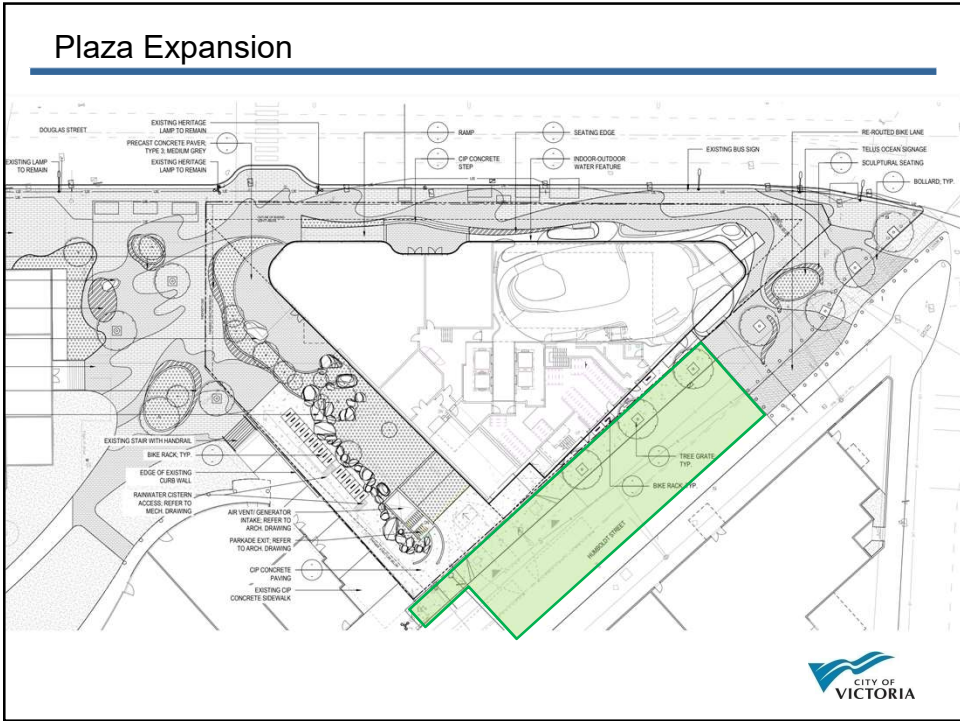 Plaza Expansion
DOUGLAS STREET
EXISTING HERITAGE
LAMP TO REMAIN
PRECAST CONCRETE PAVER;
TYPE 3; MEDIUM GREY
EXISTING HERITAGE
LAMP TO REMAIN
EXISTING LAMP
TO REMAIN
RAMP
CIP CONCRETE
STEP
SEATING EDGE
INDOOR-OUTDOOR
WATER FEATURE
EXISTING BUS SIGN
RE-ROUTED BIKE LANE
TELUS OCEAN SIGNAGE
SCULPTURAL SEATING
BOLLARD; TYP.
EXISTING STAIR WITH HANDRAIL
BIKE RACK, TYP.
EDGE OF EXISTING
CURB WALL
RAINWATER CISTERN
ACCESS; REFER TO
MECH. DRAWING
AIR VENT/ GENERATOR
INTAKE; REFER TO
ARCH. DRAWING
PARKADE EXIT; REFER
TO ARCH. DRAWING
CIP CONCRETE
PAVING
EXISTING CIP
CONCRETE SIDEWALK
TREE GRATE,
TYP.
BIKE RACK, TYP.
HUMBOLDT STREET
CITY OF
VICTORIA